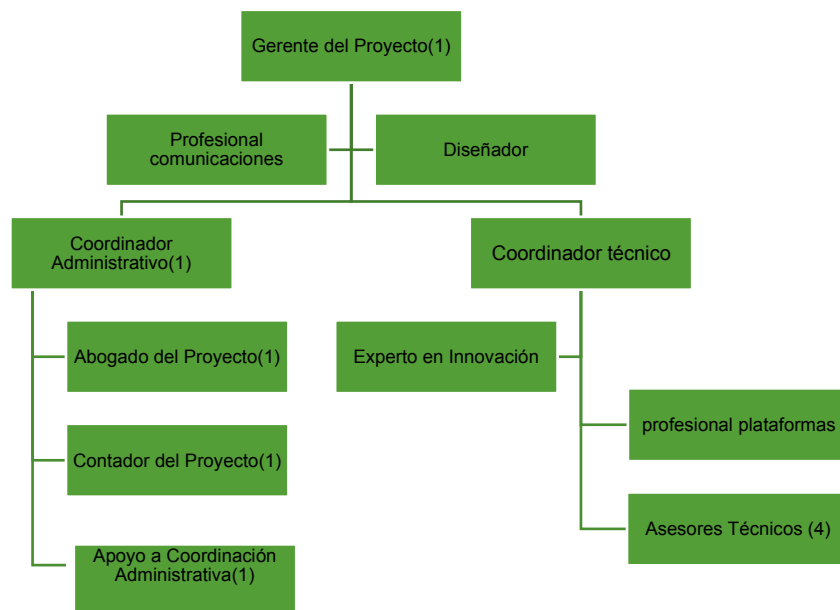 Gerente del Proyecto(1)
Profesional
comunicaciones
Diseñador
Coordinador
Administrativo(1)
Coordinador técnico
Abogado del Proyecto(1)
Experto en Innovación
profesional plataformas
Contador del Proyecto(1)
Asesores Técnicos (4)
Apoyo a Coordinación
Administrativa(1)